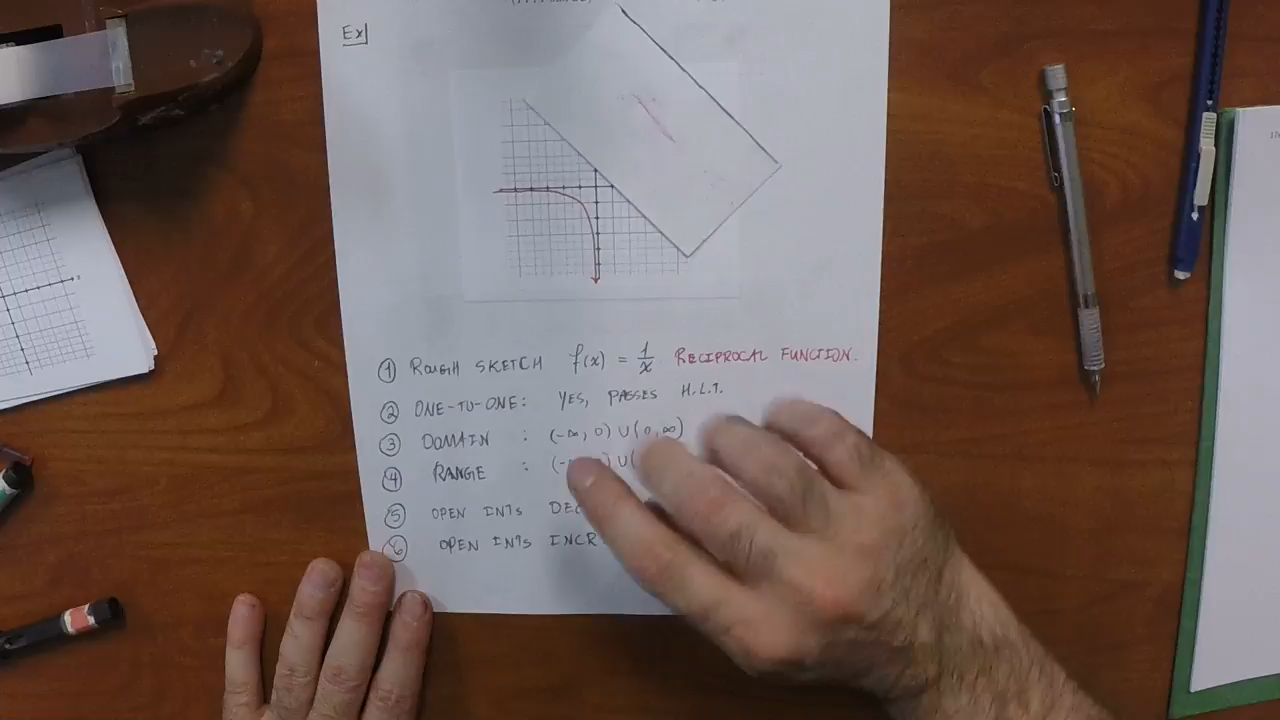 Ex
① ROUGH SKETCH f(x) = 1/x RECIPROCAL FUNCTION.
② ONE-TO-ONE: YES, PASSES H.L.T.
③ DOMAIN : (-∞, 0) ∪ (0, ∞)
④ RANGE :
⑤ OPEN INTS
⑥ OPEN INTS INCR